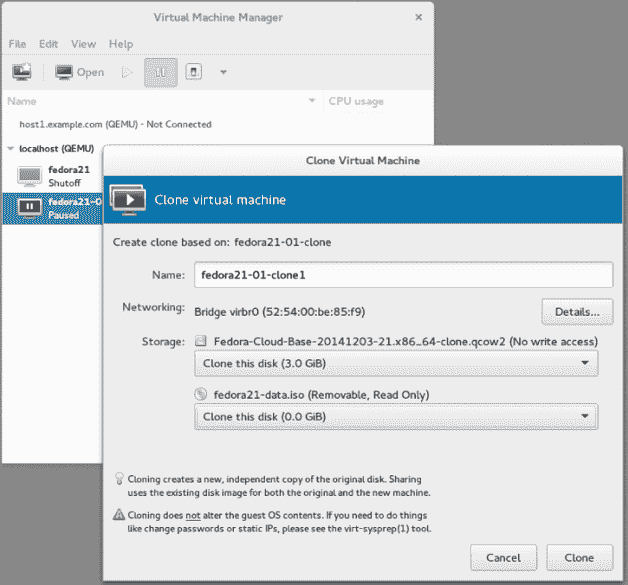 Virtual Machine Manager
File Edit View Help
Open
Name CPU usage
host1.example.com (QEMU) - Not Connected
localhost (QEMU)
fedora21
Shutoff
fedora21-0
Paused
Clone Virtual Machine
Clone virtual machine
Create clone based on: fedora21-01-clone
Name: fedora21-01-clone1
Networking: Bridge virbr0 (52:54:00:be:85:f9) Details...
Storage: Fedora-Cloud-Base-20141203-21.x86_64-clone.qcow2 (No write access)
Clone this disk (3.0 GiB)
fedora21-data.iso (Removable, Read Only)
Clone this disk (0.0 GiB)
Cloning creates a new, independent copy of the original disk. Sharing
uses the existing disk image for both the original and the new machine.
Cloning does not alter the guest OS contents. If you need to do things
like change passwords or static IPs, please see the virt-sysprep(1) tool.
Cancel Clone